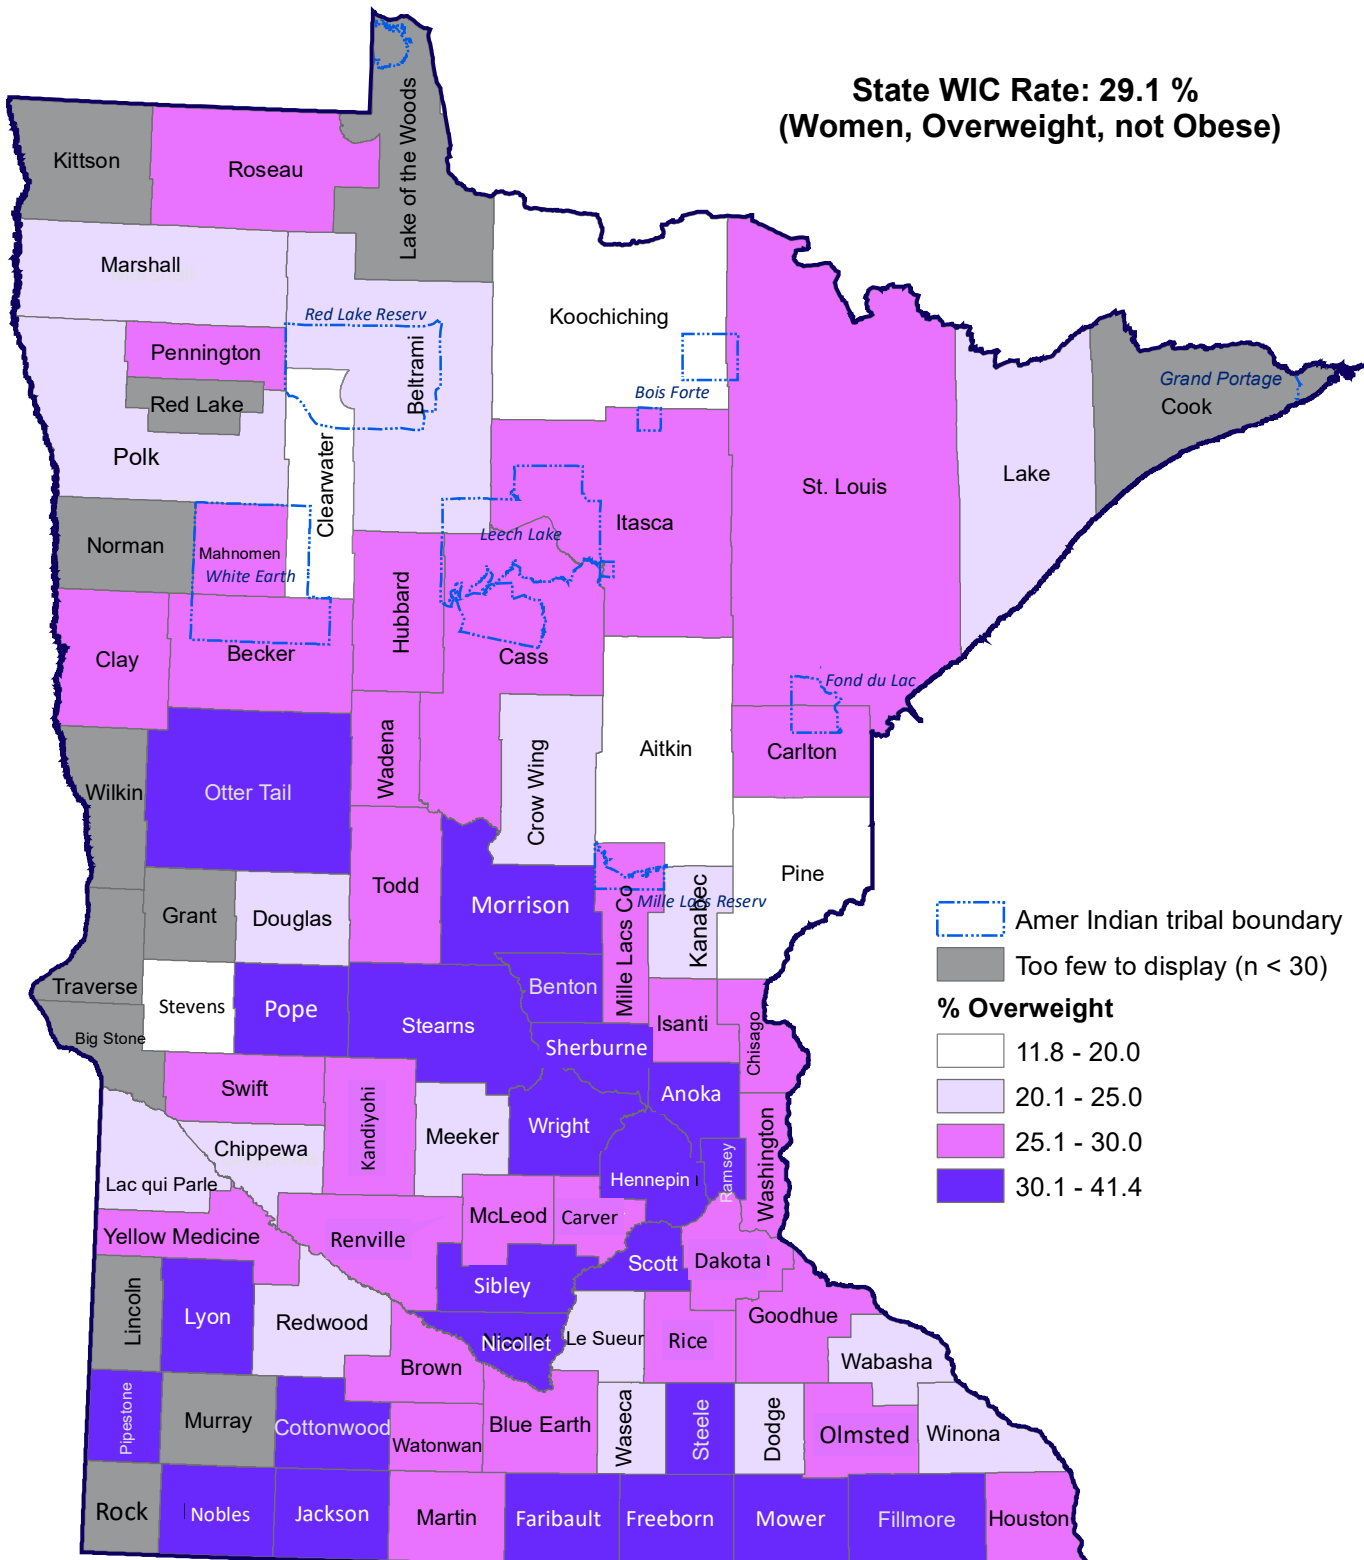 State WIC Rate: 29.1 %
(Women, Overweight, not Obese)
Kittson
Roseau
Lake of the Woods
Marshall
Koochiching
Red Lake Reserv
Pennington
Beltrami
Bois Forte
Grand Portage
Cook
Red Lake
Polk
Clearwater
St. Louis
Lake
Itasca
Leech Lake
Norman
Mahnomen
White Earth
Hubbard
Clay
Becker
Cass
Fond du Lac
Wadena
Aitkin
Carlton
Wilkin
Otter Tail
Crow Wing
Todd
Pine
Morrison
Mille Lacs Co
Mille Lacs Reserv
Kanabec
Grant
Douglas
Amer Indian tribal boundary
Too few to display (n < 30)
% Overweight
11.8 - 20.0
20.1 - 25.0
25.1 - 30.0
30.1 - 41.4
Traverse
Stevens
Pope
Benton
Stearns
Isanti
Chisago
Big Stone
Sherburne
Swift
Kandiyohi
Anoka
Wright
Meeker
Chippewa
Washington
Ramsey
Hennepin
Lac qui Parle
McLeod
Carver
Yellow Medicine
Renville
Scott
Dakota
Sibley
Lincoln
Lyon
Redwood
Nicollet
Le Sueur
Rice
Goodhue
Wabasha
Brown
Pipestone
Murray
Cottonwood
Watonwan
Blue Earth
Waseca
Steele
Dodge
Olmsted
Winona
Rock
Nobles
Jackson
Martin
Faribault
Freeborn
Mower
Fillmore
Houston